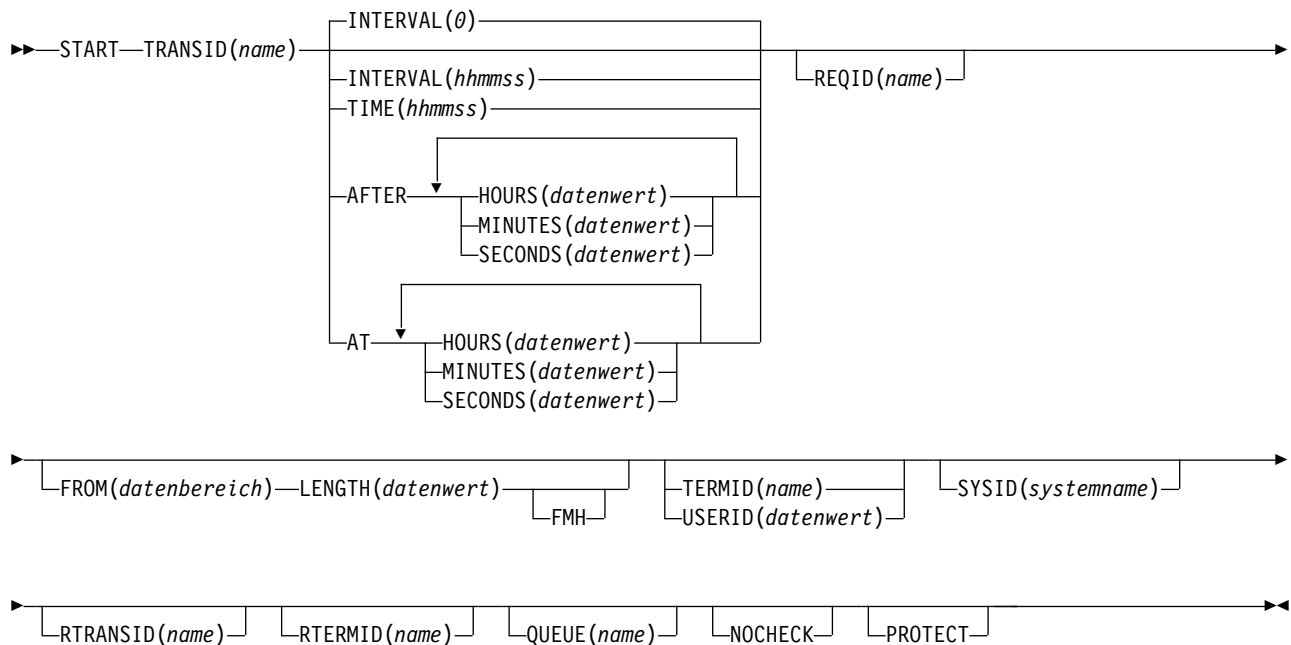 INTERVAL(0)
START TRANSID(name)
INTERVAL(hhmmss) REQID(name)
TIME(hhmmss)
AFTER HOURS(datenwert)
MINUTES(datenwert)
SECONDS(datenwert)
AT HOURS(datenwert)
MINUTES(datenwert)
SECONDS(datenwert)
FROM(datenbereich) LENGTH(datenwert) TERMID(name) SYSID(systemname)
FMH USERID(datenwert)
RTRANSID(name) RTERMID(name) QUEUE(name) NOCHECK PROTECT